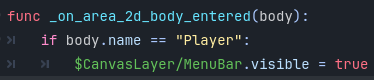 func _on_area_2d_body_entered(body):
if body.name == "Player":
$CanvasLayer/MenuBar.visible = true